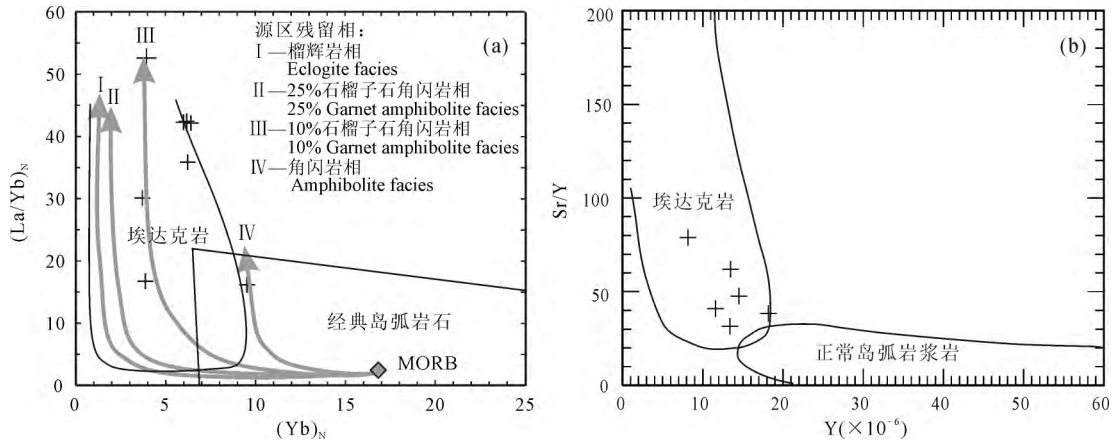 (a)
源区残留相：
Ⅰ—榴辉岩相
Eclogite facies
Ⅱ—25%石榴子石角闪岩相
25% Garnet amphibolite facies
Ⅲ—10%石榴子石角闪岩相
10% Garnet amphibolite facies
Ⅳ—角闪岩相
Amphibolite facies
Ⅰ
Ⅱ
Ⅲ
Ⅳ
埃达克岩
经典岛弧岩石
MORB
60
50
40
30
20
10
0
(La/Yb)N
0 5 10 15 20 25
(Yb)N
(b)
埃达克岩
正常岛弧岩浆岩
200
150
100
50
0
Sr/Y
0 10 20 30 40 50 60
Y(×10⁻⁶)